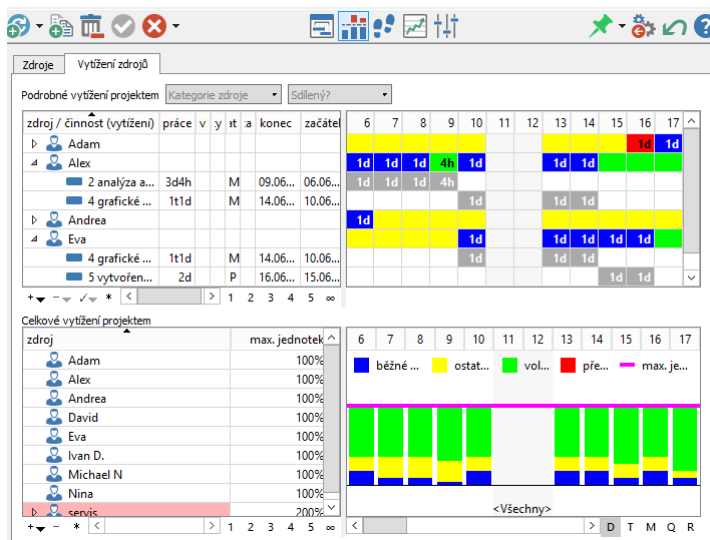 Zdroje Vytížení zdrojů
Podrobné vytížení projektem Kategorie zdroje Sdílený?
zdroj / činnost (vytížení) práce v y konec začátel 6 7 8 9 10 11 12 13 14 15 16 17
Adam 1d 1d
Alex 1d 1d 1d 4h 1d 1d 1d
2 analýza a... 3d4h M 09.06... 06.06... 1d 1d 1d 4h
4 grafické ... 1t1d M 14.06... 10.06... 1d 1d 1d
Andrea 1d
Eva 1d 1d 1d 1d 1d
4 grafické ... 1t1d M 14.06... 10.06... 1d 1d 1d
5 vytvořen... 2d P 16.06... 15.06... 1d 1d
+ - * < > 1 2 3 4 5 ∞
Celkové vytížení projektem
zdroj max. jednotek 6 7 8 9 10 11 12 13 14 15 16 17
běžné ... ostat... vol... pře... max. je...
Adam 100%
Alex 100%
Andrea 100%
David 100%
Eva 100%
Ivan D. 100%
Michael N 100%
Nina 100%
servis 200%
<Všechny>
+ - * < > 1 2 3 4 5 ∞ < > D T M Q R